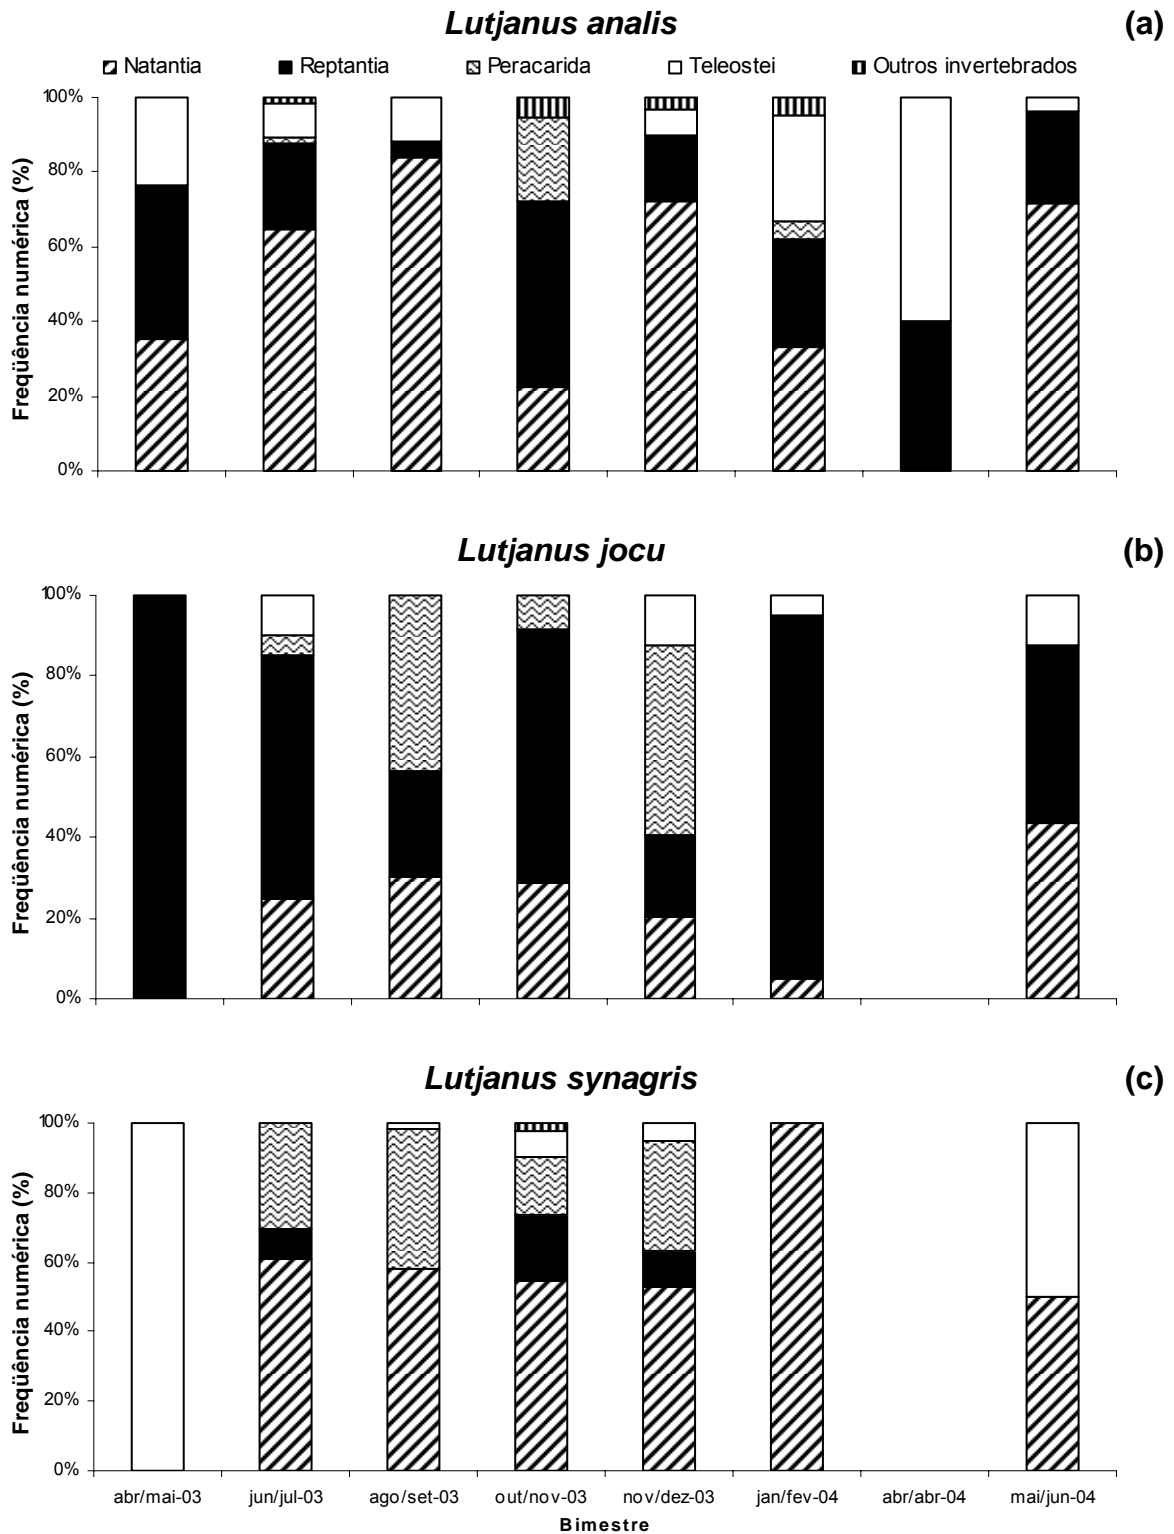 Lutjanus analis (a)
Natantia Reptantia Peracarida Teleostei Outros invertebrados
Freqüência numérica (%)
100%
80%
60%
40%
20%
0%
Lutjanus jocu (b)
Freqüência numérica (%)
100%
80%
60%
40%
20%
0%
Lutjanus synagris (c)
Freqüência numérica (%)
100%
80%
60%
40%
20%
0%
abr/mai-03 jun/jul-03 ago/set-03 out/nov-03 nov/dez-03 jan/fev-04 abr/abr-04 mai/jun-04
Bimestre